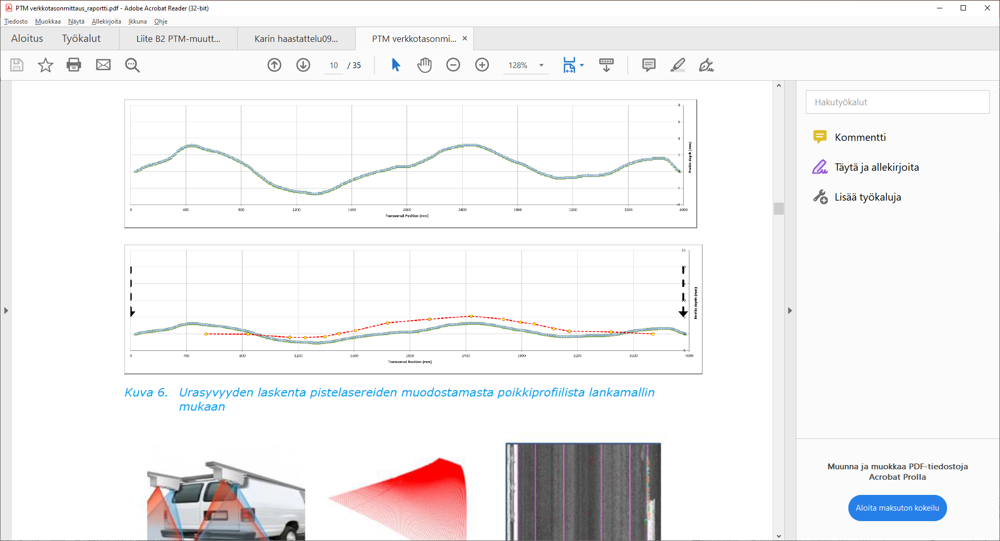 PTM verkkotasonmittaus_raportti.pdf - Adobe Acrobat Reader (32-bit)
Tiedosto Muokkaa Näytä Allekirjoita Ikkuna Ohje
Aloitus Työkalut Liite B2 PTM-muutt... Karin haastattelu09... PTM verkkotasonmi...
10 / 35 128%
Hakutyökalut
Kommentti
Täytä ja allekirjoita
Lisää työkaluja
8
6
4
2
0
-2
-4
Profile depth (mm)
0 400 800 1200 1600 2000 2400 2800 3200 3600 4000
Transversal Position (mm)
25
Profile depth (mm)
-5
0 400 800 1200 1600 2000 2400 2800 3200 3600 4000
Transversal Position (mm)
Kuva 6. Urasyvyyden laskenta pistelasereiden muodostamasta poikkiprofiilista lankamallin
mukaan
Muunna ja muokkaa PDF-tiedostoja
Acrobat Prolla
Aloita maksuton kokeilu